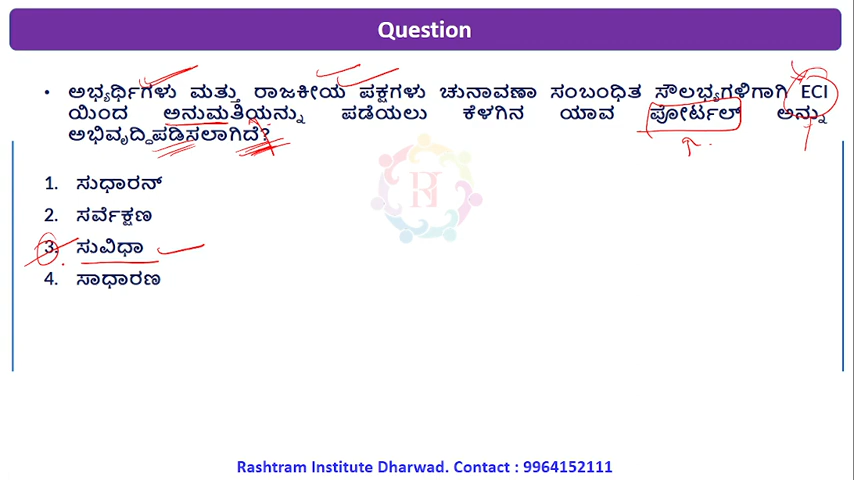 Question
• ಅಭ್ಯರ್ಥಿಗಳು ಮತ್ತು ರಾಜಕೀಯ ಪಕ್ಷಗಳು ಚುನಾವಣಾ ಸಂಬಂಧಿತ ಸೌಲಭ್ಯಗಳಿಗಾಗಿ ECI
ಯಿಂದ ಅನುಮತಿಯನ್ನು ಪಡೆಯಲು ಕೆಳಗಿನ ಯಾವ ಪೋರ್ಟಲ್ ಅನ್ನು
ಅಭಿವೃದ್ಧಿಪಡಿಸಲಾಗಿದೆ?
1. ಸುಧಾರನ್
2. ಸರ್ವೆಕ್ಷಣ
3. ಸುವಿಧಾ
4. ಸಾಧಾರಣ
Rashtram Institute Dharwad. Contact : 9964152111